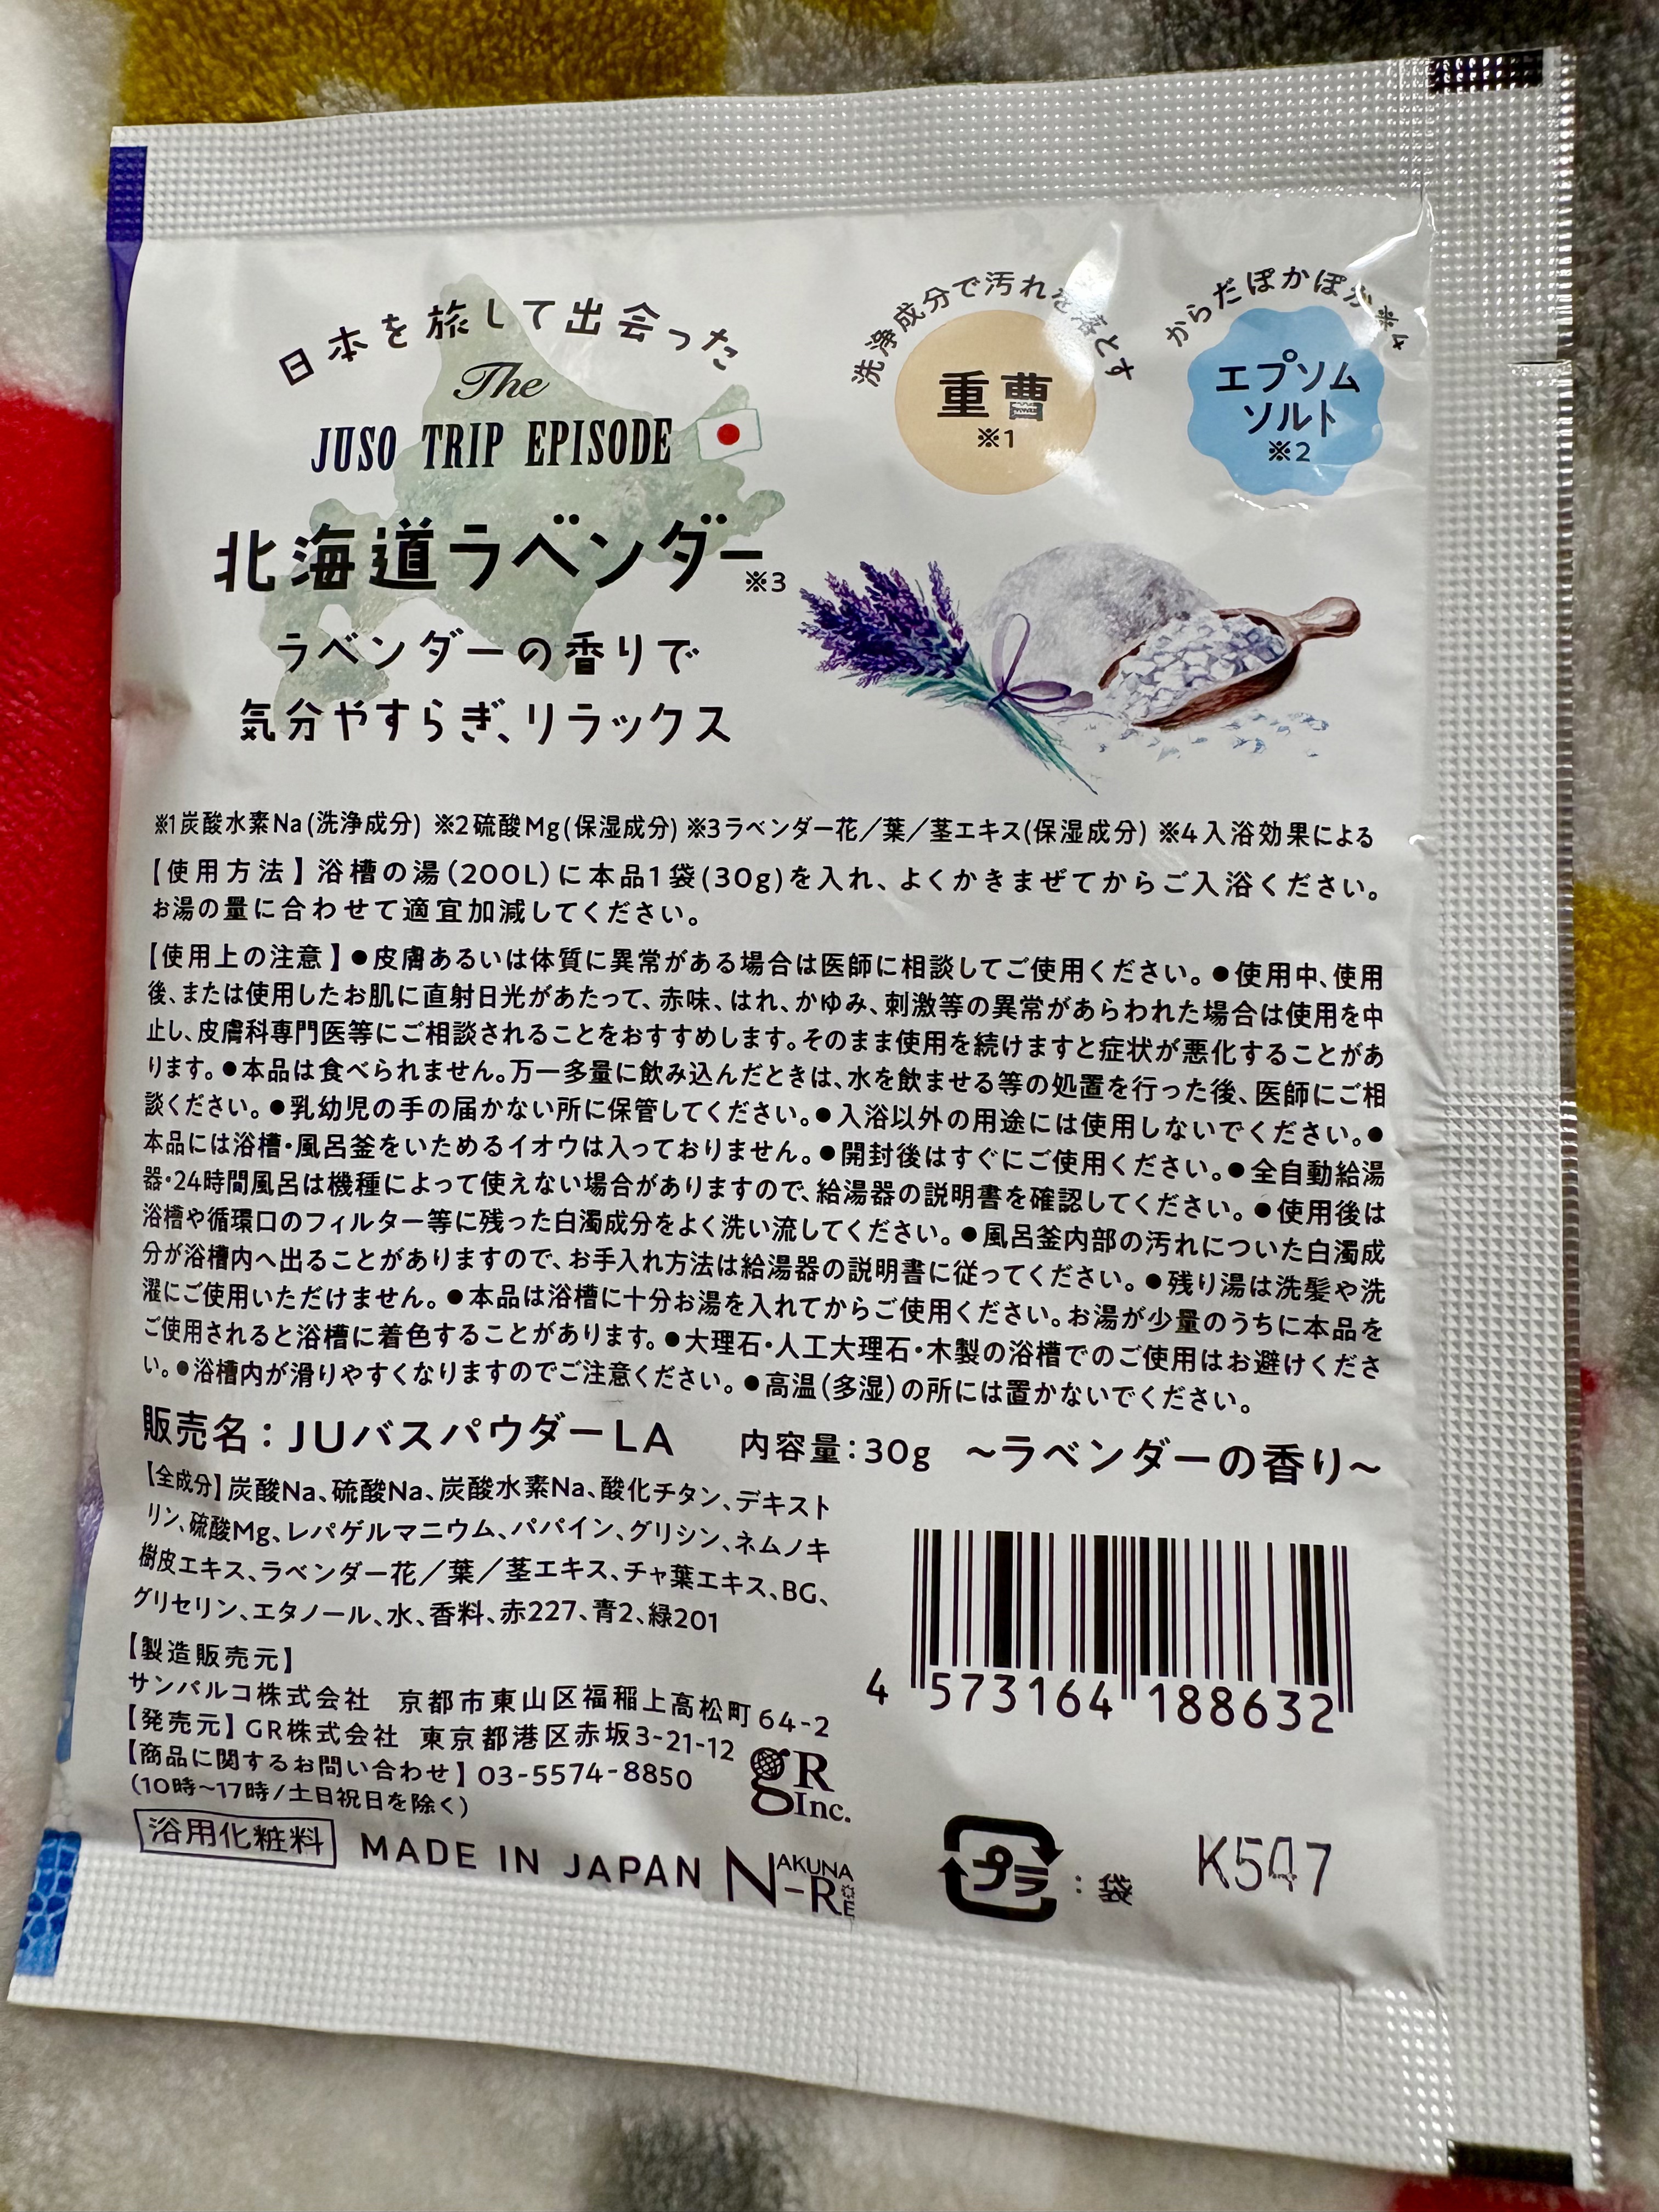 日本を旅して出会った
The
JUSO TRIP EPISODE
北海道ラベンダー※3
ラベンダーの香りで
気分やすらぎ、リラックス
洗浄成分で汚れを落とす
重曹
※1
からだぽかぽか※4
エプソム
ソルト
※2
※1炭酸水素Na(洗浄成分) ※2硫酸Mg(保湿成分) ※3ラベンダー花／葉／茎エキス(保湿成分) ※4入浴効果による
【使用方法】浴槽の湯(200L)に本品1袋(30g)を入れ、よくかきまぜてからご入浴ください。
お湯の量に合わせて適宜加減してください。
【使用上の注意】●皮膚あるいは体質に異常がある場合は医師に相談してご使用ください。●使用中、使用
後、または使用したお肌に直射日光があたって、赤味、はれ、かゆみ、刺激等の異常があらわれた場合は使用を中
止し、皮膚科専門医等にご相談されることをおすすめします。そのまま使用を続けますと症状が悪化することがあ
ります。●本品は食べられません。万一多量に飲み込んだときは、水を飲ませる等の処置を行った後、医師にご相
談ください。●乳幼児の手の届かない所に保管してください。●入浴以外の用途には使用しないでください。●
本品には浴槽・風呂釜をいためるイオウは入っておりません。●開封後はすぐにご使用ください。●全自動給湯
器・24時間風呂は機種によって使えない場合がありますので、給湯器の説明書を確認してください。●使用後は
浴槽や循環口のフィルター等に残った白濁成分をよく洗い流してください。●風呂釜内部の汚れについた白濁成
分が浴槽内へ出ることがありますので、お手入れ方法は給湯器の説明書に従ってください。●残り湯は洗髪や洗
濯にご使用いただけません。●本品は浴槽に十分お湯を入れてからご使用ください。お湯が少量のうちに本品を
ご使用されると浴槽に着色することがあります。●大理石・人工大理石・木製の浴槽でのご使用はお避けくださ
い。●浴槽内が滑りやすくなりますのでご注意ください。●高温(多湿)の所には置かないでください。
販売名：JUバスパウダーLA 内容量：30g ～ラベンダーの香り～
【全成分】炭酸Na、硫酸Na、炭酸水素Na、酸化チタン、デキスト
リン、硫酸Mg、レパゲルマニウム、パパイン、グリシン、ネムノキ
樹皮エキス、ラベンダー花／葉／茎エキス、チャ葉エキス、BG、
グリセリン、エタノール、水、香料、赤227、青2、緑201
【製造販売元】
サンパルコ株式会社 京都市東山区福稲上高松町64-2
【発売元】GR株式会社 東京都港区赤坂3-21-12
【商品に関するお問い合わせ】03-5574-8850
(10時～17時/土日祝日を除く)
gR
Inc.
浴用化粧料 MADE IN JAPAN
NAKUNA-RE
4 573164 188632
プラ：袋
K547